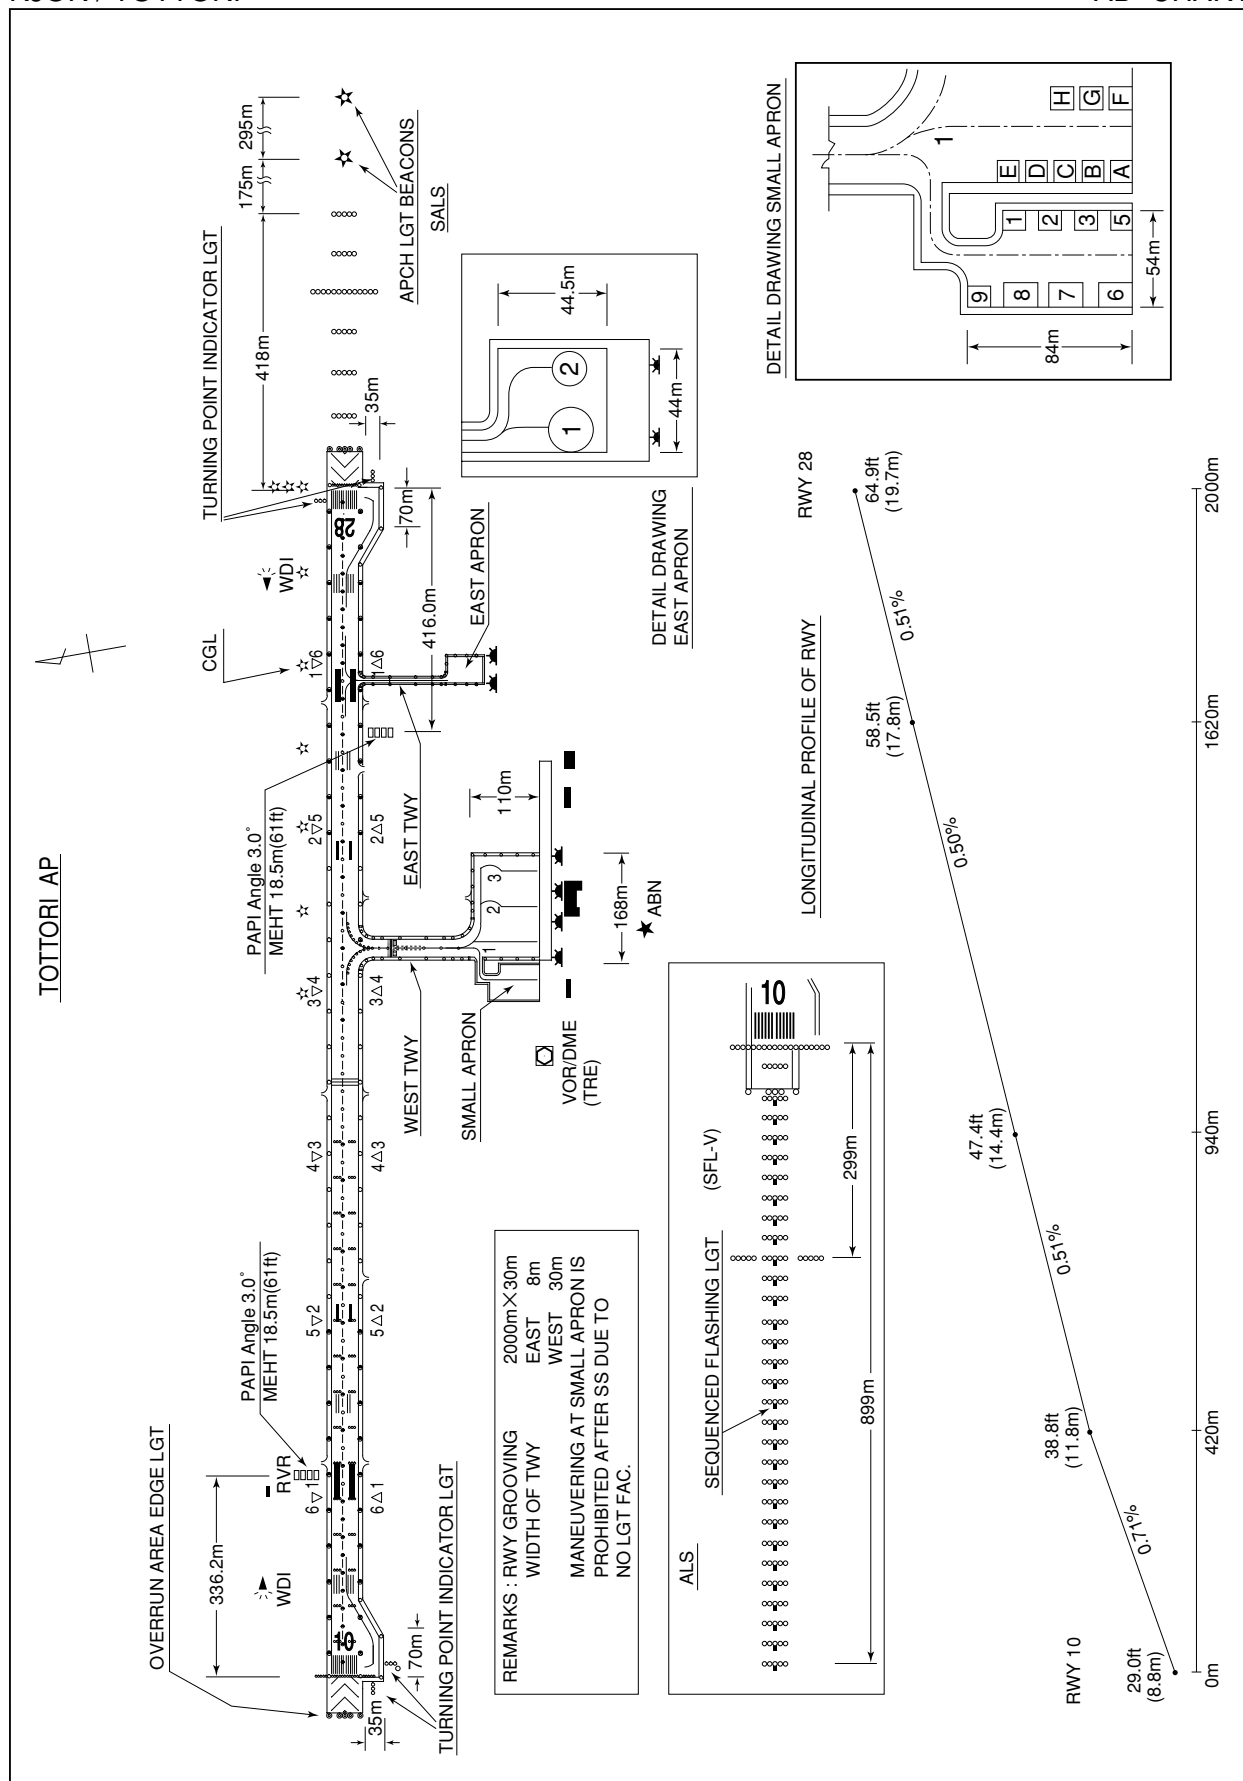 TOTTORI AP
OVERRUN AREA EDGE LGT
336.2m
WDI
RVR
PAPI Angle 3.0°
MEHT 18.5m(61ft)
PAPI Angle 3.0°
MEHT 18.5m(61ft)
CGL
WDI
TURNING POINT INDICATOR LGT
418m
175m
295m
APCH LGT BEACONS
SALS
6▽1
5▽2
4▽3
3▽4
2▽5
1▽6
10
28
6△1
5△2
4△3
3△4
2△5
1△6
35m
70m
TURNING POINT INDICATOR LGT
WEST TWY
SMALL APRON
1
2
3
110m
168m
ABN
VOR/DME
(TRE)
EAST TWY
416.0m
EAST APRON
70m
35m
DETAIL DRAWING
EAST APRON
1
2
44m
44.5m
REMARKS : RWY GROOVING 2000m×30m
WIDTH OF TWY EAST 8m
WEST 30m
MANEUVERING AT SMALL APRON IS
PROHIBITED AFTER SS DUE TO
NO LGT FAC.
ALS
SEQUENCED FLASHING LGT (SFL-V)
10
299m
899m
DETAIL DRAWING SMALL APRON
84m
54m
9
8
7
6
1
2
3
5
E
D
C
B
A
1
H
G
F
LONGITUDINAL PROFILE OF RWY
RWY 10
29.0ft
(8.8m)
0.71%
38.8ft
(11.8m)
0.51%
47.4ft
(14.4m)
0.50%
58.5ft
(17.8m)
0.51%
RWY 28
64.9ft
(19.7m)
0m
420m
940m
1620m
2000m